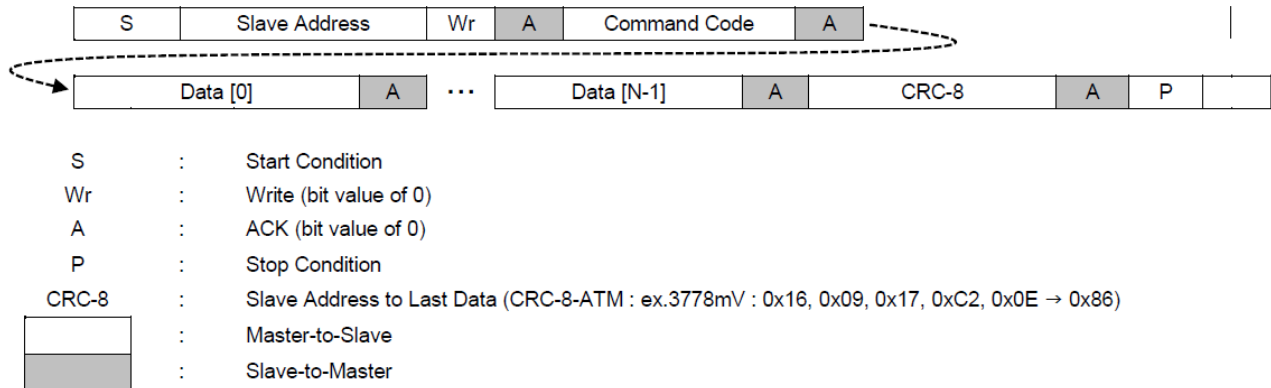 S Slave Address Wr A Command Code A
Data [0] A ... Data [N-1] A CRC-8 A P
S : Start Condition
Wr : Write (bit value of 0)
A : ACK (bit value of 0)
P : Stop Condition
CRC-8 : Slave Address to Last Data (CRC-8-ATM : ex.3778mV : 0x16, 0x09, 0x17, 0xC2, 0x0E → 0x86)
: Master-to-Slave
: Slave-to-Master